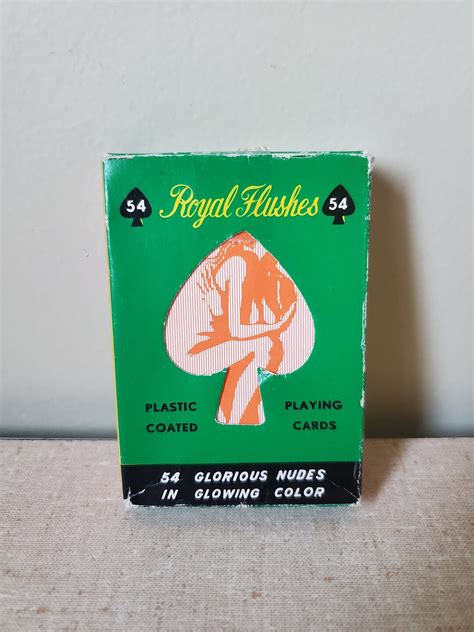 54 Royal Flushes 54
PLASTIC PLAYING
COATED CARDS
54 GLORIOUS NUDES
IN GLOWING COLOR